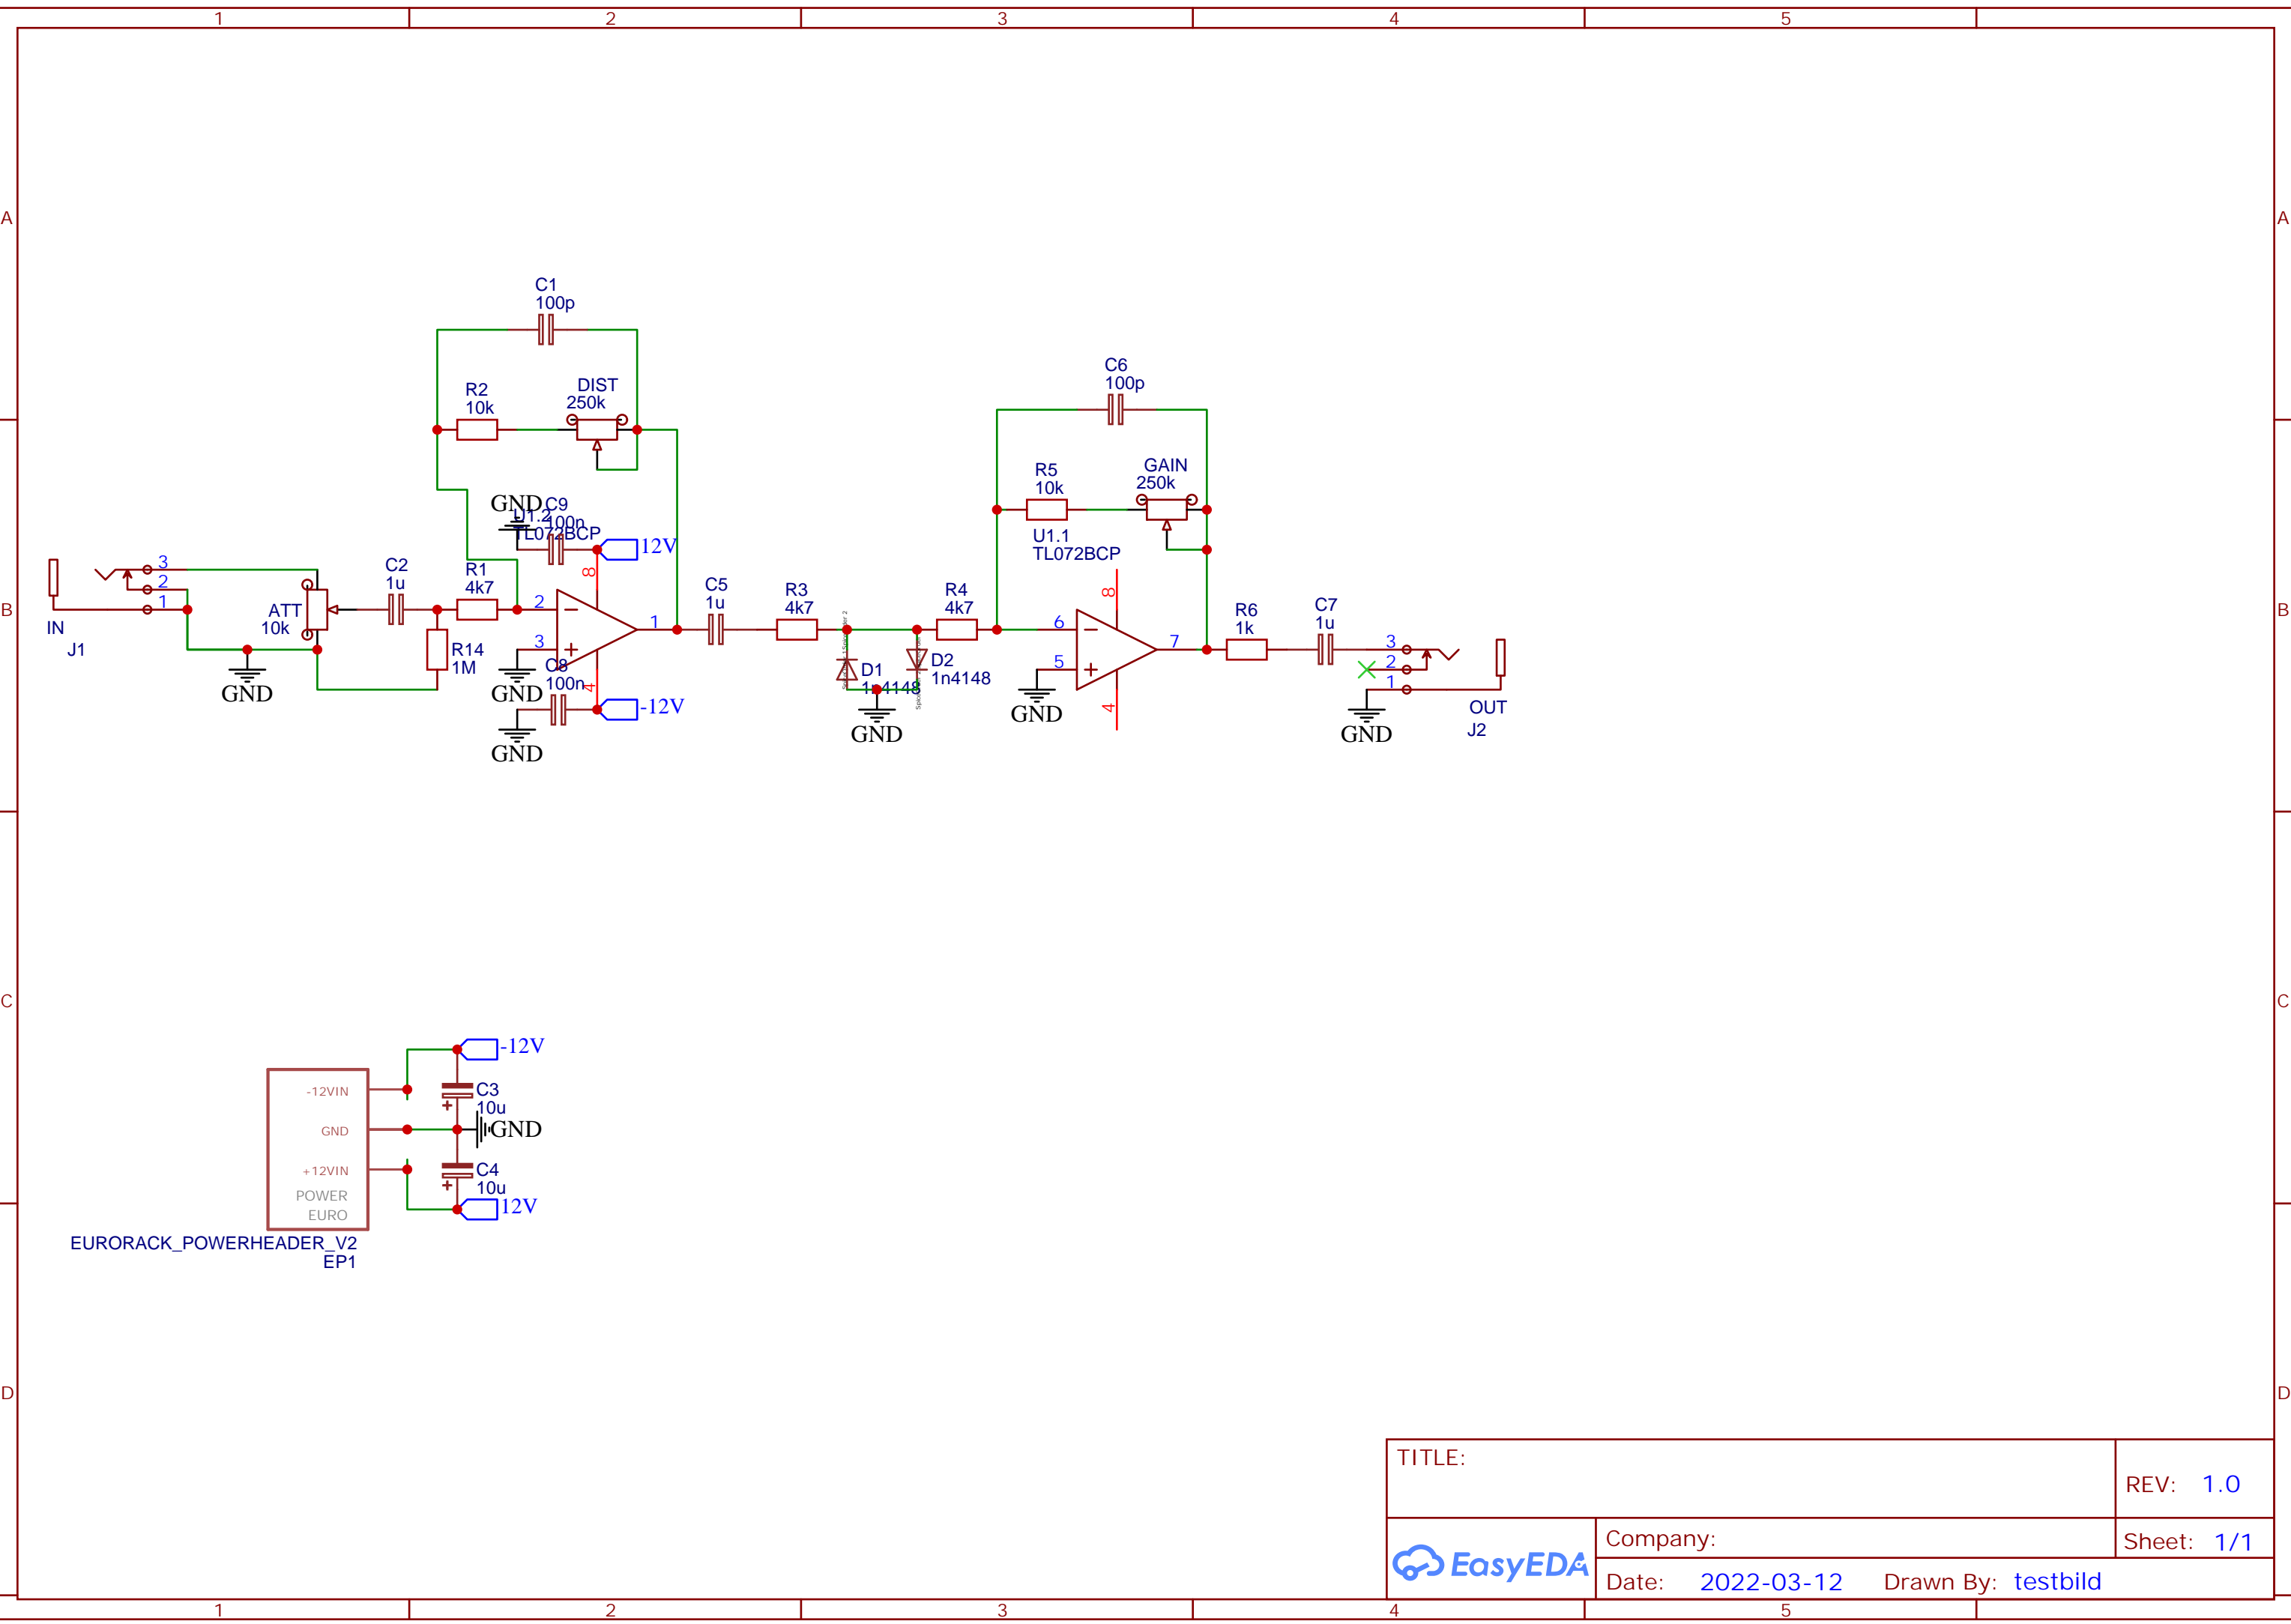 1 2 3 4 5
A A
C1
100p
C6
100p
R2
10k
DIST
250k
R5
10k
GAIN
250k
GND
C9
100n
U1.2
TL072BCP
12V
8
U1.1
TL072BCP
8
B B
3
2
1
IN
J1
ATT
10k
GND
C2
1u
R1
4k7
R14
1M
2
3
1
GND
C8
100n
4
-12V
GND
C5
1u
R3
4k7
D1
1n4148
D2
1n4148
GND
R4
4k7
6
5
7
GND
4
R6
1k
C7
1u
3
2
1
GND
OUT
J2
C C
-12V
-12VIN
C3
+
10u
GND
GND
+12VIN
C4
+
10u
POWER
EURO
12V
EURORACK_POWERHEADER_V2
EP1
D D
TITLE:
REV: 1.0
EasyEDA
Company:
Sheet: 1/1
Date: 2022-03-12 Drawn By: testbild
1 2 3 4 5